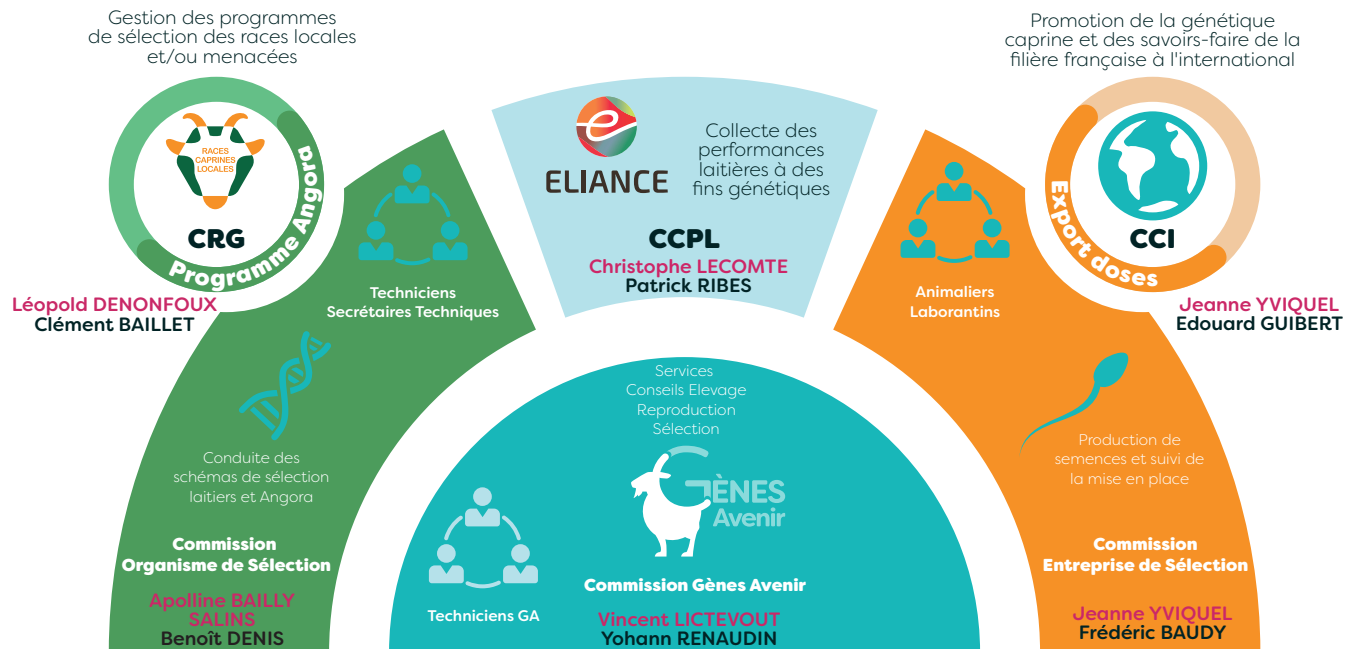 Gestion des programmes
de sélection des races locales
et/ou menacées
RACES
CAPRINES
LOCALES
CRG
Programme Angora
Léopold DENONFOUX
Clément BAILLET
Techniciens
Secrétaires Techniques
Conduite des
schémas de sélection
laitiers et Angora
Commission
Organisme de Sélection
Apolline BAILLY
SALINS
Benoît DENIS
e
ELIANCE
Collecte des
performances
laitières à des
fins génétiques
CCPL
Christophe LECOMTE
Patrick RIBES
Services
Conseils Elevage
Reproduction
Sélection
GÈNES
Avenir
Techniciens GA
Commission Gènes Avenir
Vincent LICTEVOUT
Yohann RENAUDIN
Promotion de la génétique
caprine et des savoirs-faire de la
filière française à l'international
CCI
Export doses
Jeanne YVIQUEL
Edouard GUIBERT
Animaliers
Laborantins
Production de
semences et suivi de
la mise en place
Commission
Entreprise de Sélection
Jeanne YVIQUEL
Frédéric BAUDY